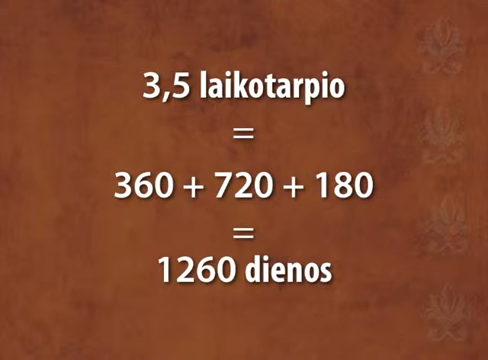 3,5 laikotarpio
=
360 + 720 + 180
=
1260 dienos